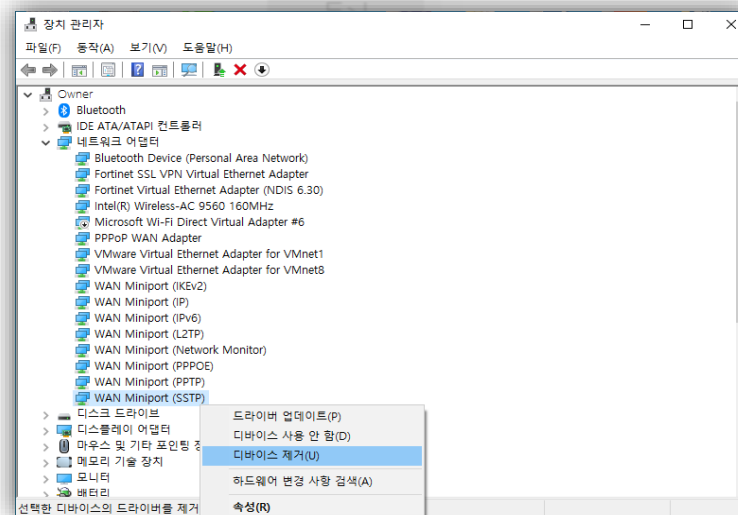 장치 관리자
파일(F) 동작(A) 보기(V) 도움말(H)
Owner
Bluetooth
IDE ATA/ATAPI 컨트롤러
네트워크 어댑터
Bluetooth Device (Personal Area Network)
Fortinet SSL VPN Virtual Ethernet Adapter
Fortinet Virtual Ethernet Adapter (NDIS 6.30)
Intel(R) Wireless-AC 9560 160MHz
Microsoft Wi-Fi Direct Virtual Adapter #6
PPPoP WAN Adapter
VMware Virtual Ethernet Adapter for VMnet1
VMware Virtual Ethernet Adapter for VMnet8
WAN Miniport (IKEv2)
WAN Miniport (IP)
WAN Miniport (IPv6)
WAN Miniport (L2TP)
WAN Miniport (Network Monitor)
WAN Miniport (PPPOE)
WAN Miniport (PPTP)
WAN Miniport (SSTP)
디스크 드라이브
디스플레이 어댑터
마우스 및 기타 포인팅
메모리 기술 장치
모니터
배터리
드라이버 업데이트(P)
디바이스 사용 안 함(D)
디바이스 제거(U)
하드웨어 변경 사항 검색(A)
속성(R)
선택한 디바이스의 드라이버를 제거